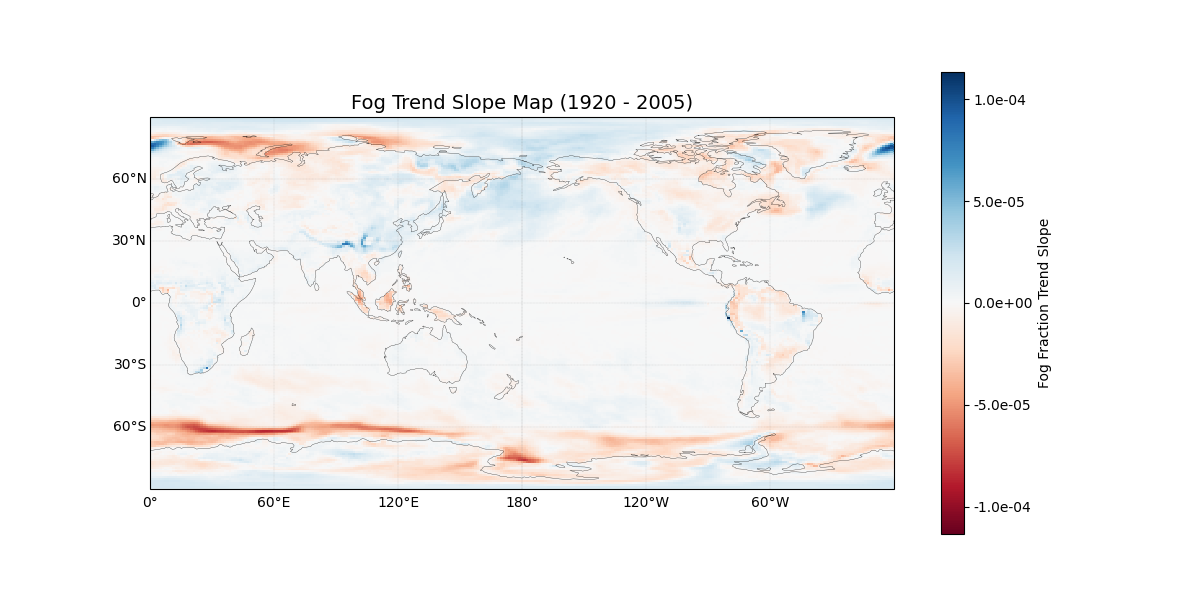 Fog Trend Slope Map (1920 - 2005)
60°N
30°N
0°
30°S
60°S
0°
60°E
120°E
180°
120°W
60°W
1.0e-04
5.0e-05
0.0e+00
-5.0e-05
-1.0e-04
Fog Fraction Trend Slope